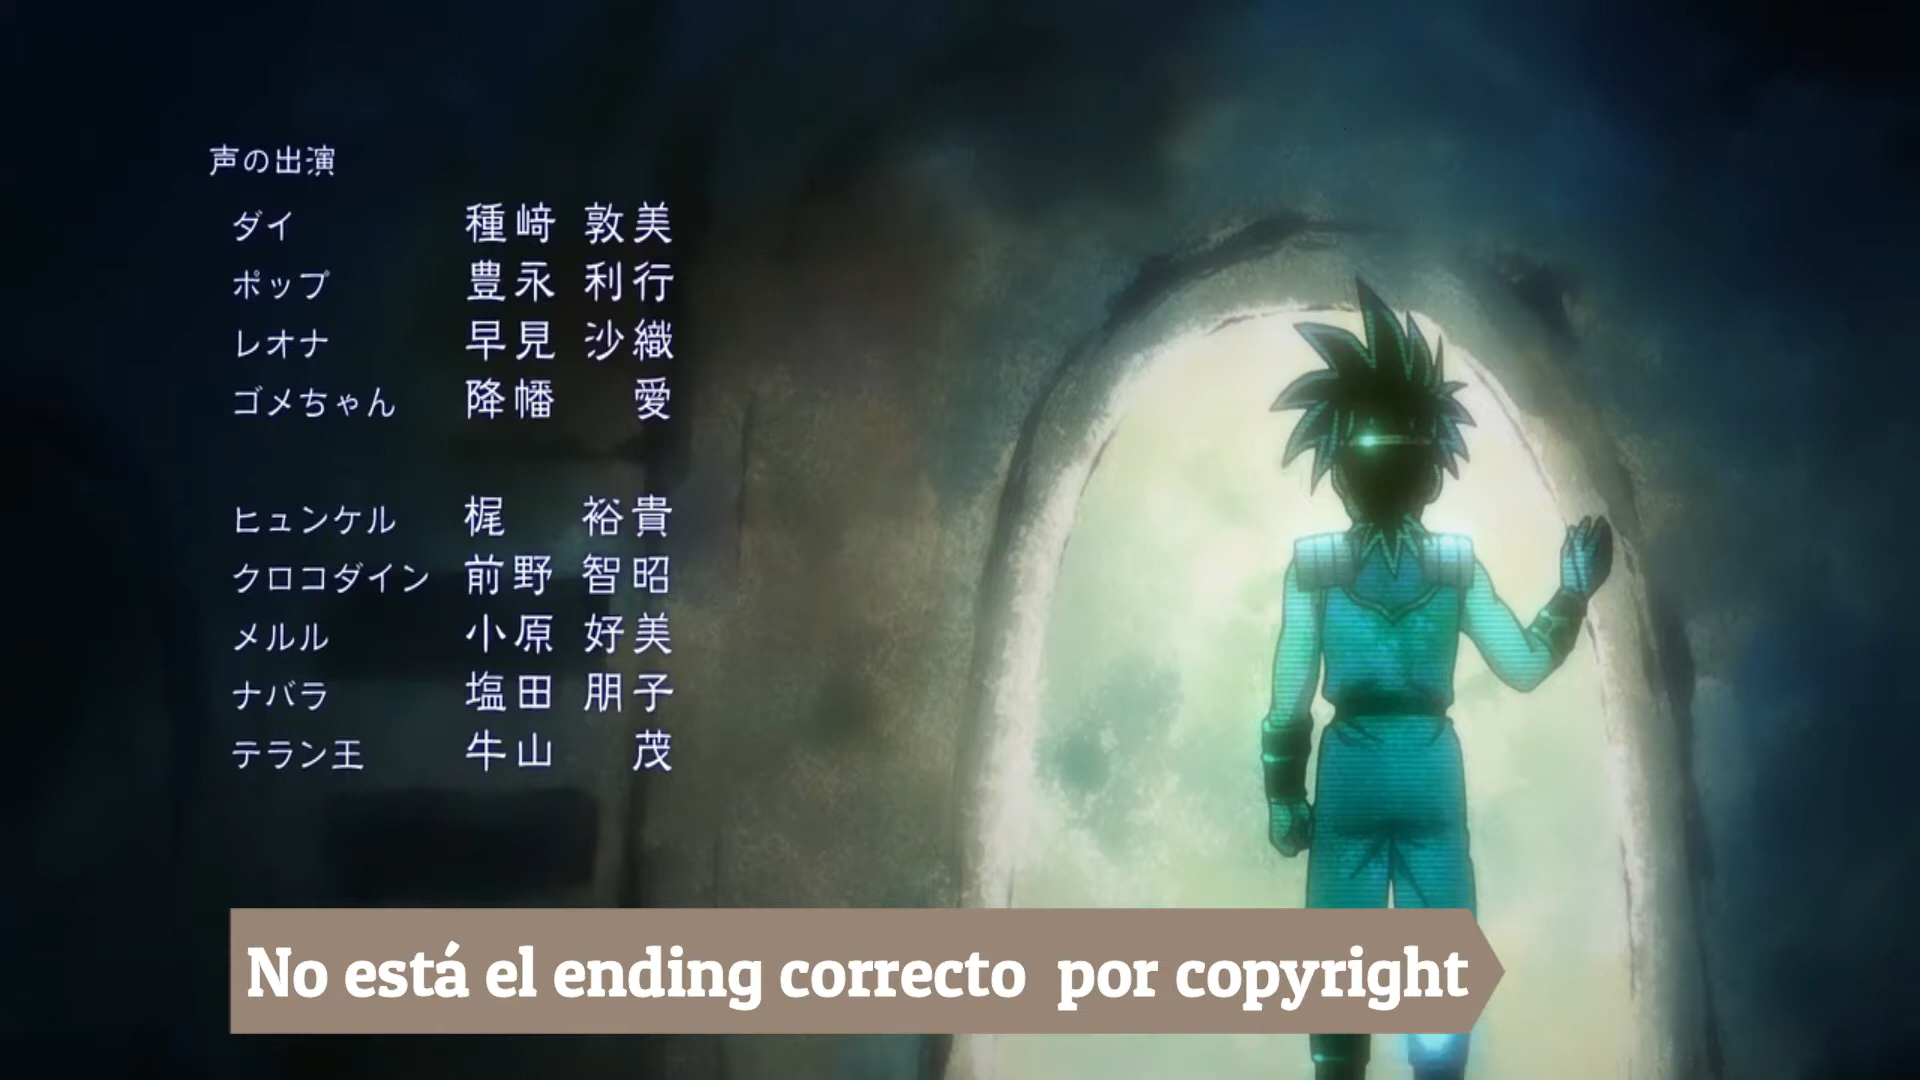 声の出演
ダイ 種﨑 敦美
ポップ 豊永 利行
レオナ 早見 沙織
ゴメちゃん 降幡 愛
ヒュンケル 梶 裕貴
クロコダイン 前野 智昭
メルル 小原 好美
ナバラ 塩田 朋子
テラン王 牛山 茂
No está el ending correcto por copyright